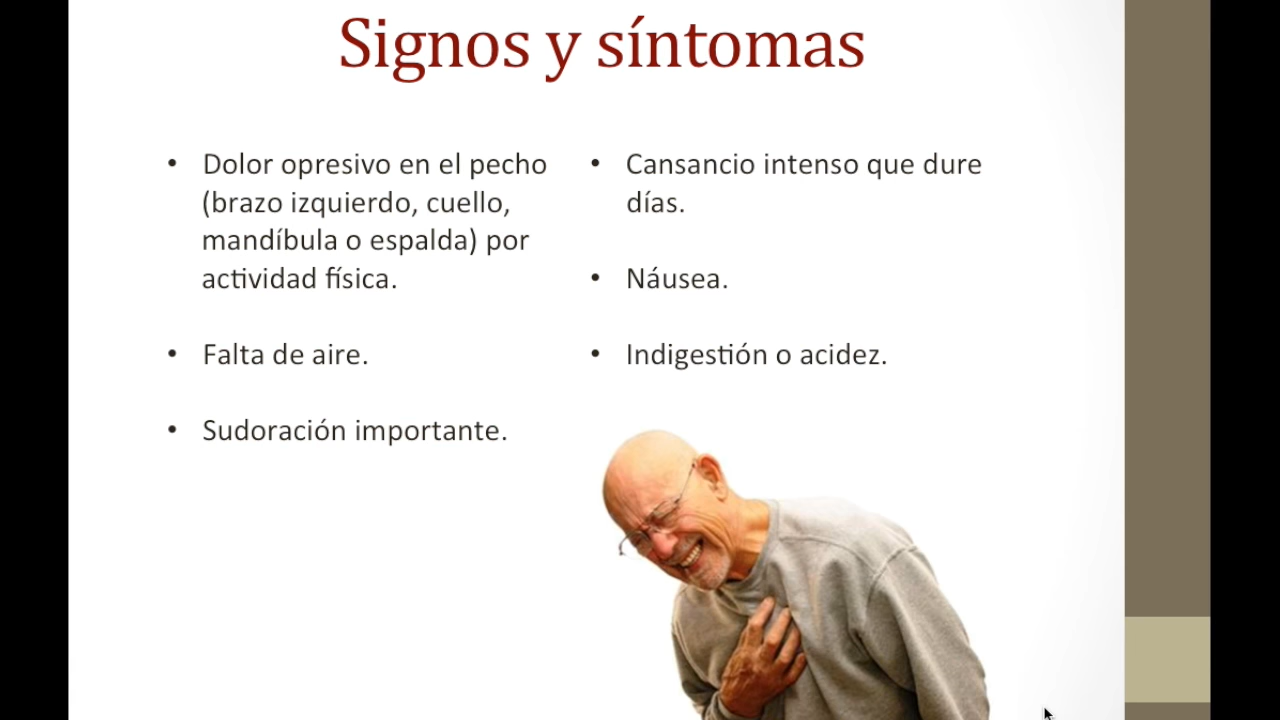 Signos y síntomas
• Dolor opresivo en el pecho
(brazo izquierdo, cuello,
mandíbula o espalda) por
actividad física.
• Falta de aire.
• Sudoración importante.
• Cansancio intenso que dure
días.
• Náusea.
• Indigestión o acidez.